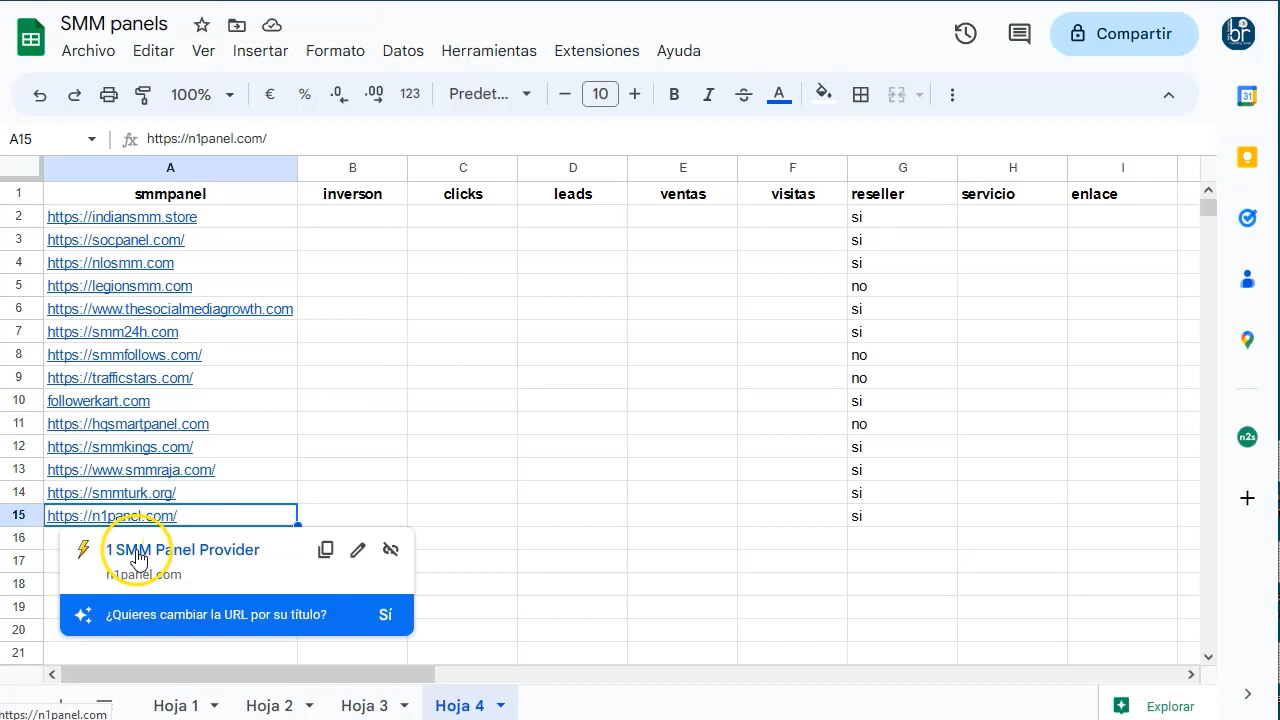 SMM panels
Archivo Editar Ver Insertar Formato Datos Herramientas Extensiones Ayuda
Compartir
br
100% € % .0 .00 123 Predet... 10 B I S A
31
A15 fx https://n1panel.com/
A B C D E F G H I
1 smmpanel inverson clicks leads ventas visitas reseller servicio enlace
2 https://indiansmm.store si
3 https://socpanel.com/ si
4 https://nlosmm.com si
5 https://legionsmm.com no
6 https://www.thesocialmediagrowth.com si
7 https://smm24h.com si
8 https://smmfollows.com/ no
9 https://trafficstars.com/ no
10 followerkart.com si
11 https://hqsmartpanel.com no
12 https://smmkings.com/ si
13 https://www.smmraja.com/ si
14 https://smmturk.org/ si
15 https://n1panel.com/ si
16
17
18
19
20
21
1 SMM Panel Provider
n1panel.com
¿Quieres cambiar la URL por su título? Sí
n2s
Hoja 1 Hoja 2 Hoja 3 Hoja 4
Explorar
https://n1panel.com